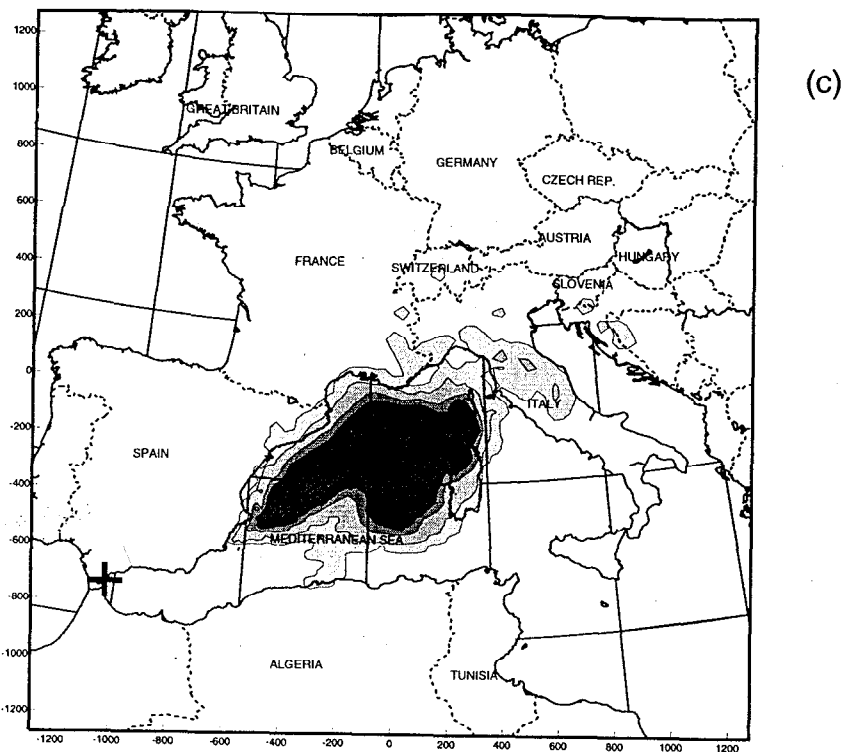 (c)
1200
1000
800
600
400
200
0
-200
-400
-600
-800
-1000
-1200
GREAT BRITAIN
BELGIUM
GERMANY
CZECH REP.
FRANCE
AUSTRIA
SWITZERLAND
HUNGARY
SLOVENIA
ITALY
SPAIN
MEDITERRANEAN SEA
ALGERIA
TUNISIA
-1200 -1000 -800 -600 -400 -200 0 200 400 600 800 1000 1200